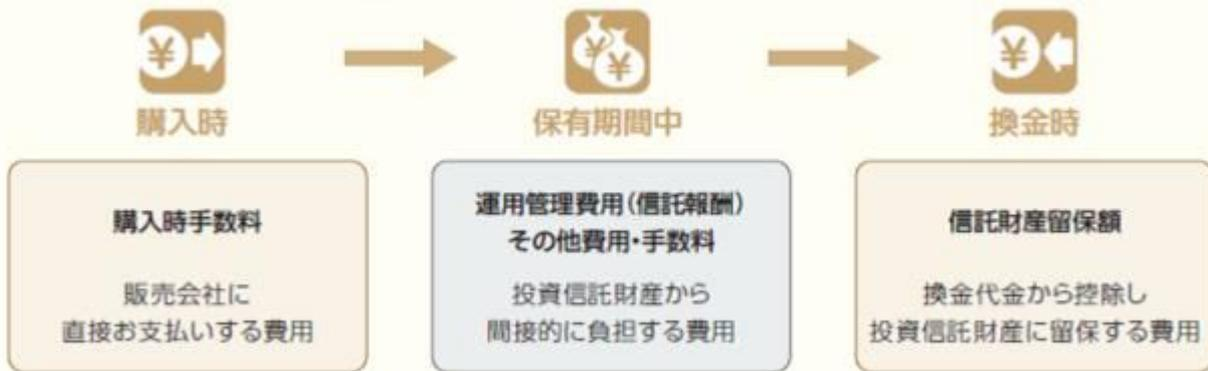 ¥
購入時
購入時手数料
販売会社に
直接お支払いする費用
¥
¥
保有期間中
運用管理費用(信託報酬)
その他費用・手数料
投資信託財産から
間接的に負担する費用
¥
換金時
信託財産留保額
換金代金から控除し
投資信託財産に留保する費用